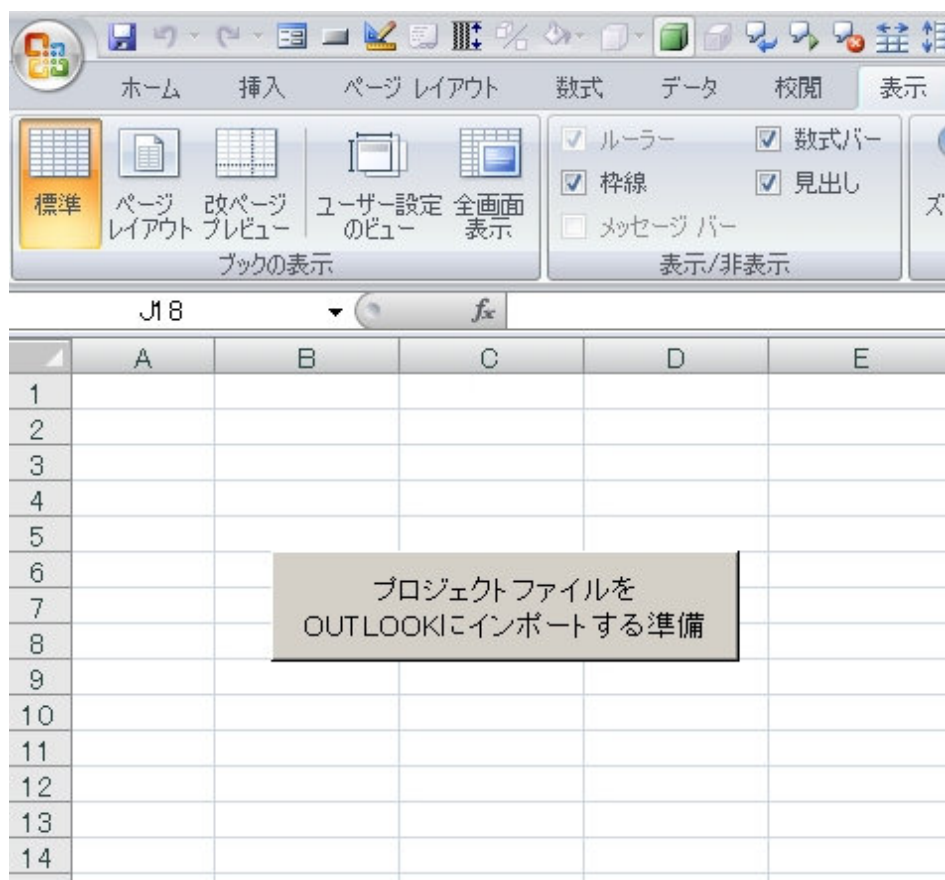 ホーム 挿入 ページ レイアウト 数式 データ 校閲 表示
標準 ページ レイアウト 改ページ プレビュー ユーザー設定 のビュー 全画面 表示
ルーラー 数式バー
枠線 見出し
メッセージ バー
ズ
ブックの表示 表示/非表示
J18 fx
A B C D E
1
2
3
4
5
6
7
8
9
10
11
12
13
14
プロジェクトファイルを
OUTLOOKにインポートする準備